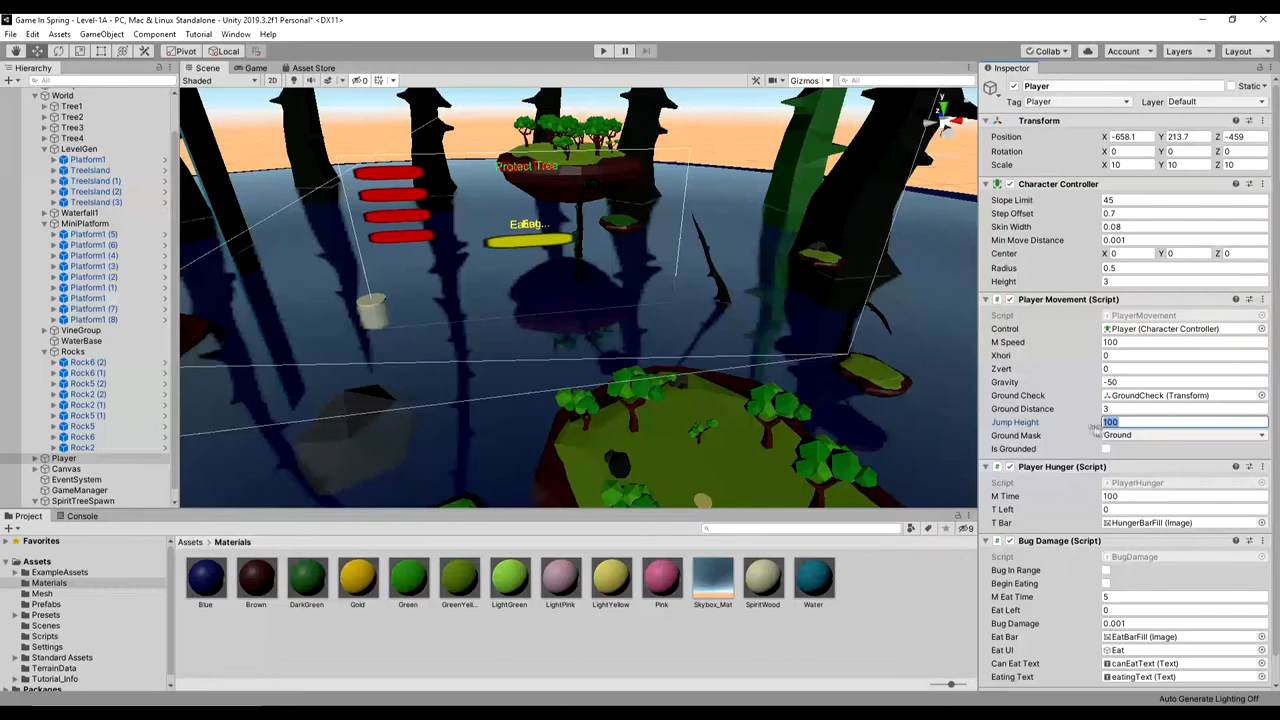 Game In Spring - Level-1A - PC, Mac & Linux Standalone - Unity 2019.3.2f1 Personal* <DX11>
File Edit Assets GameObject Component Tutorial Window Help
Pivot Local Collab Account Layers Layout
Hierarchy
All
World
Tree1
Tree2
Tree3
Tree4
LevelGen
Platform1
TreeIsland
TreeIsland (1)
TreeIsland (2)
TreeIsland (3)
Waterfall1
MiniPlatform
Platform1 (5)
Platform1 (6)
Platform1 (4)
Platform1 (3)
Platform1 (2)
Platform1 (1)
Platform1
Platform1 (7)
Platform1 (8)
VineGroup
WaterBase
Rocks
Rock6 (2)
Rock6 (1)
Rock5 (2)
Rock2 (2)
Rock2 (1)
Rock5 (1)
Rock5
Rock6
Rock2
Player
Canvas
EventSystem
GameManager
SpiritTreeSpawn
Scene Game Asset Store
Shaded 2D 0 Gizmos All
y
z
Protect Tree
Inspector
Player Static
Tag Player Layer Default
Transform
Position X -658.1 Y 213.7 Z -459
Rotation X 0 Y 0 Z 0
Scale X 10 Y 10 Z 10
Character Controller
Slope Limit 45
Step Offset 0.7
Skin Width 0.08
Min Move Distance 0.001
Center X 0 Y 0 Z 0
Radius 0.5
Height 3
Player Movement (Script)
Script PlayerMovement
Control Player (Character Controller)
M Speed 100
Xhori 0
Zvert 0
Gravity -50
Ground Check GroundCheck (Transform)
Ground Distance 3
Jump Height 100
Ground Mask Ground
Is Grounded
Player Hunger (Script)
Script PlayerHunger
M Time 100
T Left 0
T Bar HungerBarFill (Image)
Bug Damage (Script)
Script BugDamage
Bug In Range
Begin Eating
M Eat Time 5
Eat Left 0
Bug Damage 0.001
Eat Bar EatBarFill (Image)
Eat UI Eat
Can Eat Text canEatText (Text)
Eating Text eatingText (Text)
Project Console
9
Favorites
Assets
ExampleAssets
Materials
Mesh
Prefabs
Presets
Scenes
Scripts
Settings
Standard Assets
TerrainData
Tutorial_Info
Packages
Assets > Materials
Blue Brown DarkGreen Gold Green GreenYell... LightGreen LightPink LightYellow Pink Skybox_Mat SpiritWood Water
Auto Generate Lighting Off